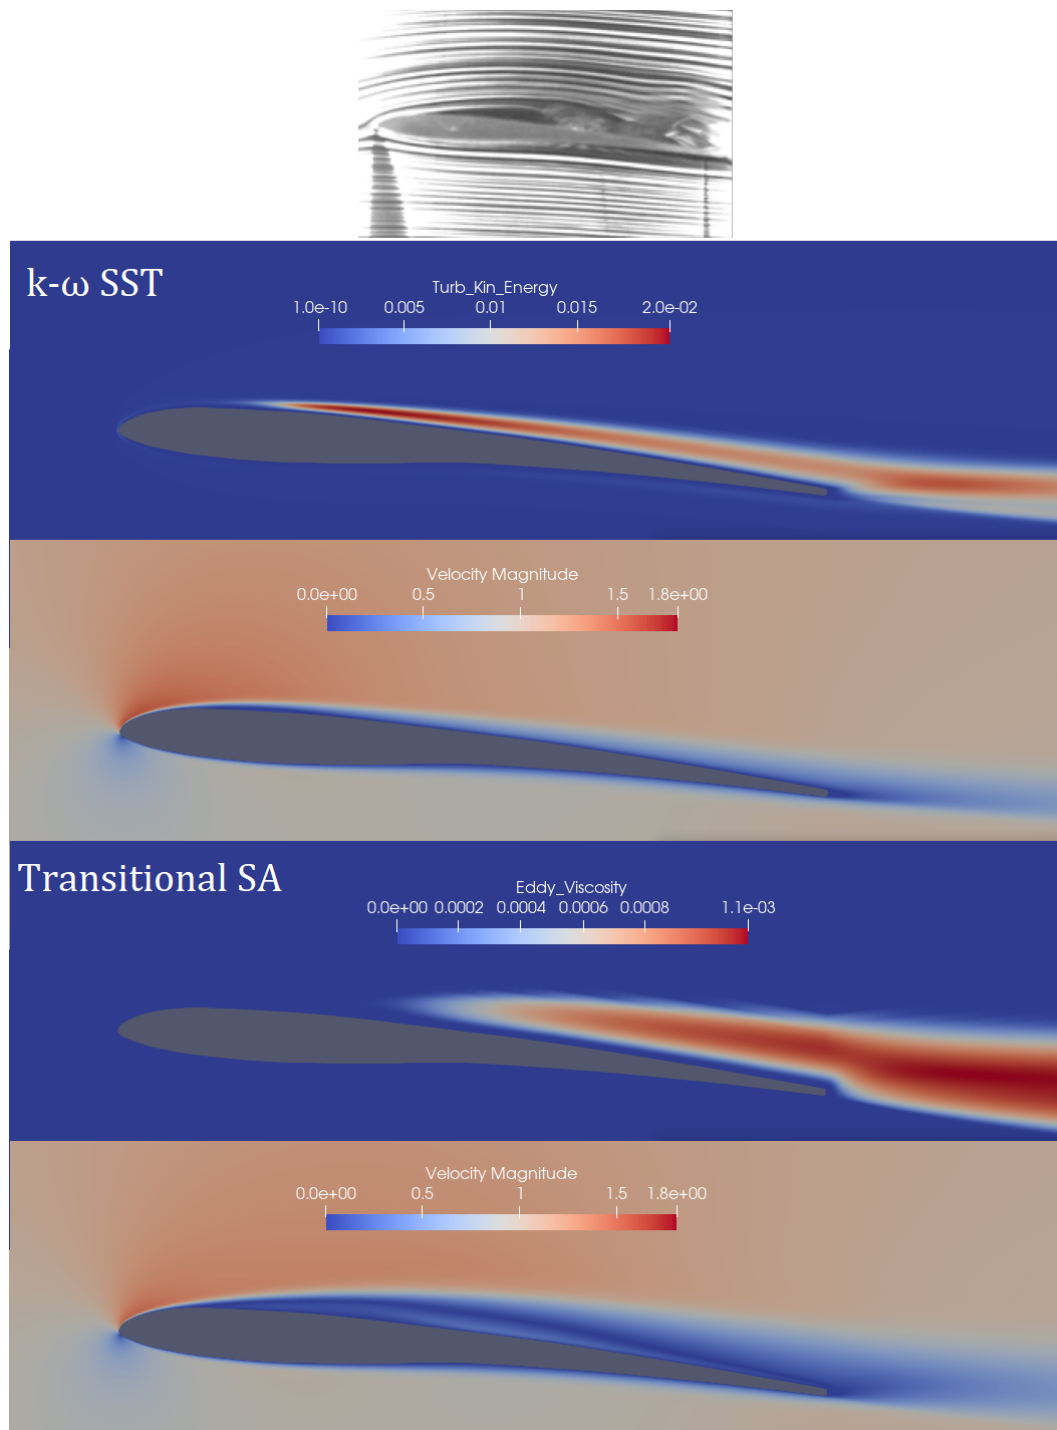 k-ω SST
Turb_Kin_Energy
1.0e-10 0.005 0.01 0.015 2.0e-02
Velocity Magnitude
0.0e+00 0.5 1 1.5 1.8e+00
Transitional SA
Eddy_Viscosity
0.0e+00 0.0002 0.0004 0.0006 0.0008 1.1e-03
Velocity Magnitude
0.0e+00 0.5 1 1.5 1.8e+00